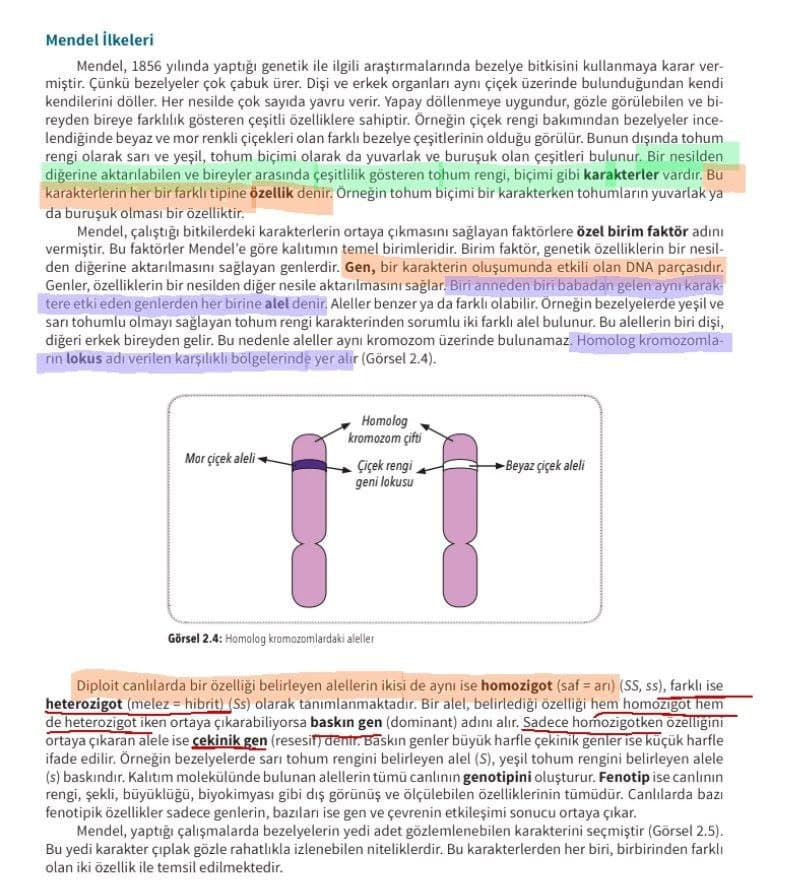 Mendel İlkeleri
Mendel, 1856 yılında yaptığı genetik ile ilgili araştırmalarında bezelye bitkisini kullanmaya karar ver-
miştir. Çünkü bezelyeler çok çabuk ürer. Dişi ve erkek organları aynı çiçek üzerinde bulunduğundan kendi
kendilerini döller. Her nesilde çok sayıda yavru verir. Yapay döllenmeye uygundur, gözle görülebilen ve bi-
reyden bireye farklılık gösteren çeşitli özelliklere sahiptir. Örneğin çiçek rengi bakımından bezelyeler ince-
lendiğinde beyaz ve mor renkli çiçekleri olan farklı bezelye çeşitlerinin olduğu görülür. Bunun dışında tohum
rengi olarak sarı ve yeşil, tohum biçimi olarak da yuvarlak ve buruşuk olan çeşitleri bulunur. Bir nesilden
diğerine aktarılabilen ve bireyler arasında çeşitlilik gösteren tohum rengi, biçimi gibi karakterler vardır. Bu
karakterlerin her bir farklı tipine özellik denir. Örneğin tohum biçimi bir karakterken tohumların yuvarlak ya
da buruşuk olması bir özelliktir.
Mendel, çalıştığı bitkilerdeki karakterlerin ortaya çıkmasını sağlayan faktörlere özel birim faktör adını
vermiştir. Bu faktörler Mendel'e göre kalıtımın temel birimleridir. Birim faktör, genetik özelliklerin bir nesil-
den diğerine aktarılmasını sağlayan genlerdir. Gen, bir karakterin oluşumunda etkili olan DNA parçasıdır.
Genler, özelliklerin bir nesilden diğer nesile aktarılmasını sağlar. Biri anneden biri babadan gelen aynı karak-
tere etki eden genlerden her birine alel denir. Aleller benzer ya da farklı olabilir. Örneğin bezelyelerde yeşil ve
sarı tohumlu olmayı sağlayan tohum rengi karakterinden sorumlu iki farklı alel bulunur. Bu alellerin biri dişi,
diğeri erkek bireyden gelir. Bu nedenle aleller aynı kromozom üzerinde bulunamaz. Homolog kromozomla-
rın lokus adı verilen karşılıklı bölgelerinde yer alır (Görsel 2.4).
Homolog
kromozom çifti
Mor çiçek aleli
Çiçek rengi
geni lokusu
Beyaz çiçek aleli
Görsel 2.4: Homolog kromozomlardaki aleller
Diploit canlılarda bir özelliği belirleyen alellerin ikisi de aynı ise homozigot (saf = arı) (SS, ss), farklı ise
heterozigot (melez = hibrit) (Ss) olarak tanımlanmaktadır. Bir alel, belirlediği özelliği hem homozigot hem
de heterozigot iken ortaya çıkarabiliyorsa baskın gen (dominant) adını alır. Sadece homozigotken özelliğini
ortaya çıkaran alele ise çekinik gen (resesif) denir. Baskın genler büyük harfle çekinik genler ise küçük harfle
ifade edilir. Örneğin bezelyelerde sarı tohum rengini belirleyen alel (S), yeşil tohum rengini belirleyen alele
(s) baskındır. Kalıtım molekülünde bulunan alellerin tümü canlının genotipini oluşturur. Fenotip ise canlının
rengi, şekli, büyüklüğü, biyokimyası gibi dış görünüş ve ölçülebilen özelliklerinin tümüdür. Canlılarda bazı
fenotipik özellikler sadece genlerin, bazıları ise gen ve çevrenin etkileşimi sonucu ortaya çıkar.
Mendel, yaptığı çalışmalarda bezelyelerin yedi adet gözlemlenebilen karakterini seçmiştir (Görsel 2.5).
Bu yedi karakter çıplak gözle rahatlıkla izlenebilen niteliklerdir. Bu karakterlerden her biri, birbirinden farklı
olan iki özellik ile temsil edilmektedir.